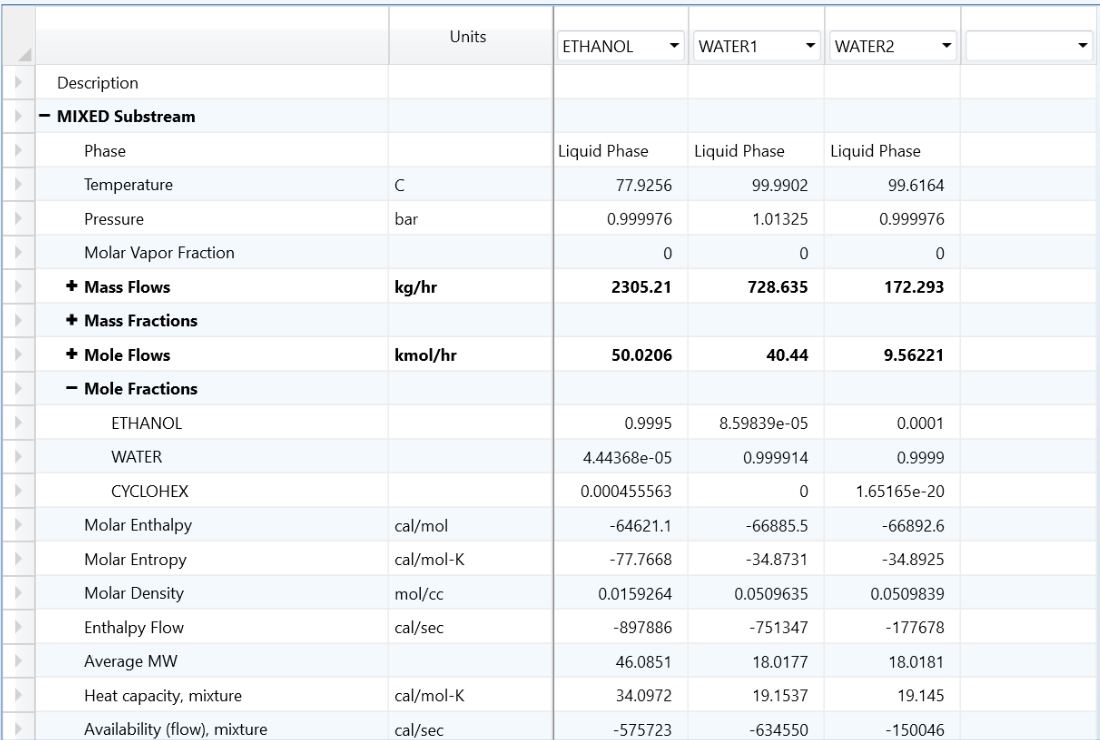 Units ETHANOL WATER1 WATER2
Description
− MIXED Substream
Phase Liquid Phase Liquid Phase Liquid Phase
Temperature C 77.9256 99.9902 99.6164
Pressure bar 0.999976 1.01325 0.999976
Molar Vapor Fraction 0 0 0
+ Mass Flows kg/hr 2305.21 728.635 172.293
+ Mass Fractions
+ Mole Flows kmol/hr 50.0206 40.44 9.56221
− Mole Fractions
ETHANOL 0.9995 8.59839e-05 0.0001
WATER 4.44368e-05 0.999914 0.9999
CYCLOHEX 0.000455563 0 1.65165e-20
Molar Enthalpy cal/mol -64621.1 -66885.5 -66892.6
Molar Entropy cal/mol-K -77.7668 -34.8731 -34.8925
Molar Density mol/cc 0.0159264 0.0509635 0.0509839
Enthalpy Flow cal/sec -897886 -751347 -177678
Average MW 46.0851 18.0177 18.0181
Heat capacity, mixture cal/mol-K 34.0972 19.1537 19.145
Availability (flow), mixture cal/sec -575723 -634550 -150046